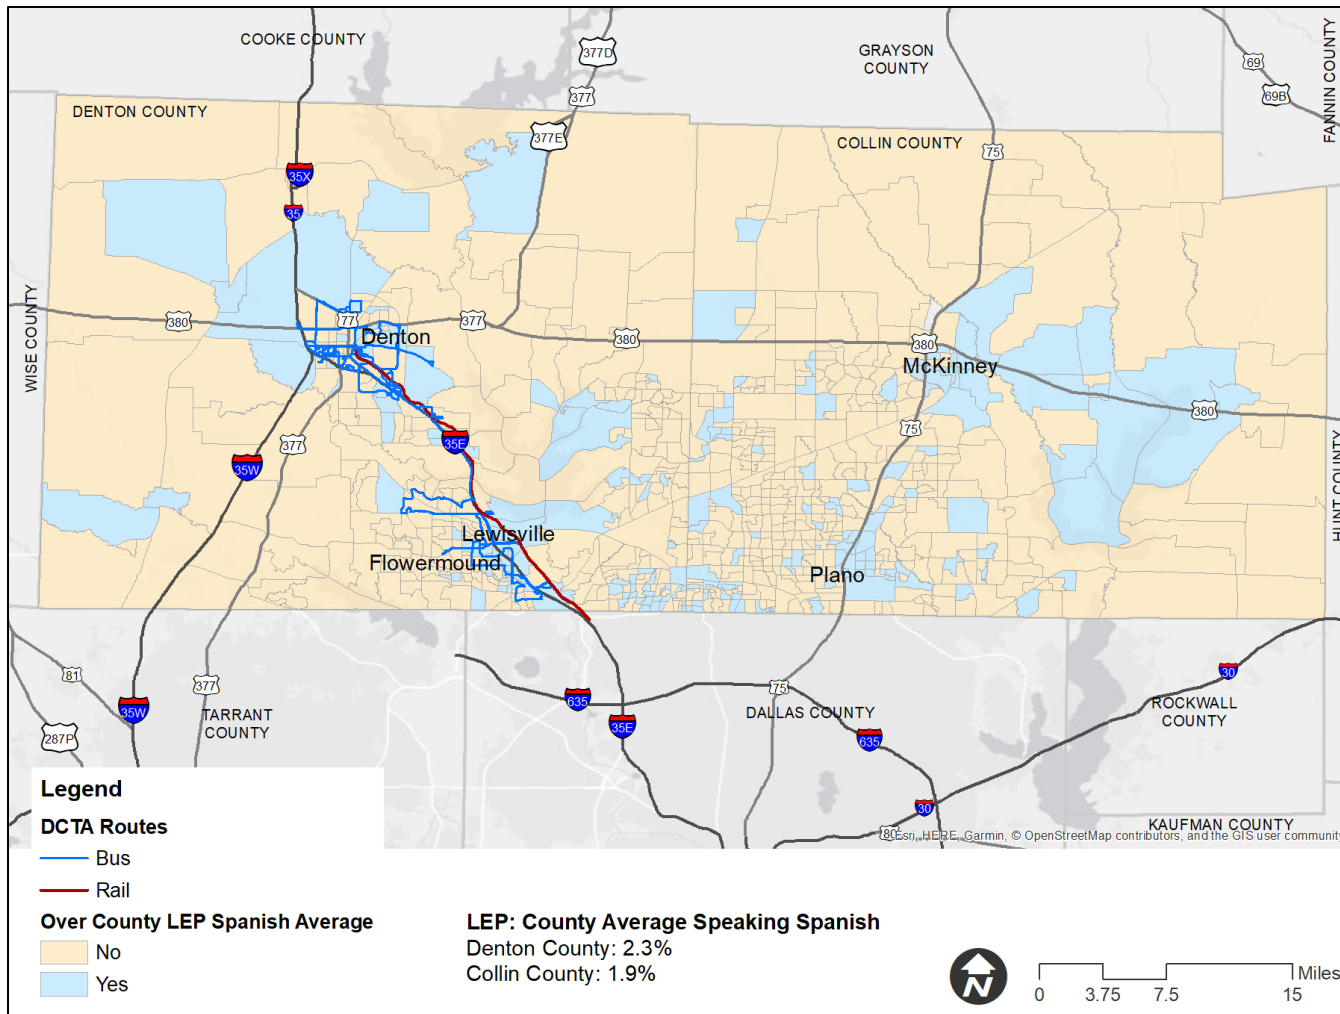 COOKE COUNTY
377D
GRAYSON
COUNTY
69
69B
FANNIN COUNTY
377
DENTON COUNTY
377E
COLLIN COUNTY
75
35X
35
WISE COUNTY
380
77
377
Denton
380
380
McKinney
380
75
35E
377
35W
HUNT COUNTY
Lewisville
Flowermound
Plano
81
377
35W
287P
TARRANT
COUNTY
635
35E
75
DALLAS COUNTY
635
30
ROCKWALL
COUNTY
30
80
KAUFMAN COUNTY
Esri, HERE, Garmin, © OpenStreetMap contributors, and the GIS user community
Legend
DCTA Routes
Bus
Rail
Over County LEP Spanish Average
No
Yes
LEP: County Average Speaking Spanish
Denton County: 2.3%
Collin County: 1.9%
N
Miles
0 3.75 7.5 15